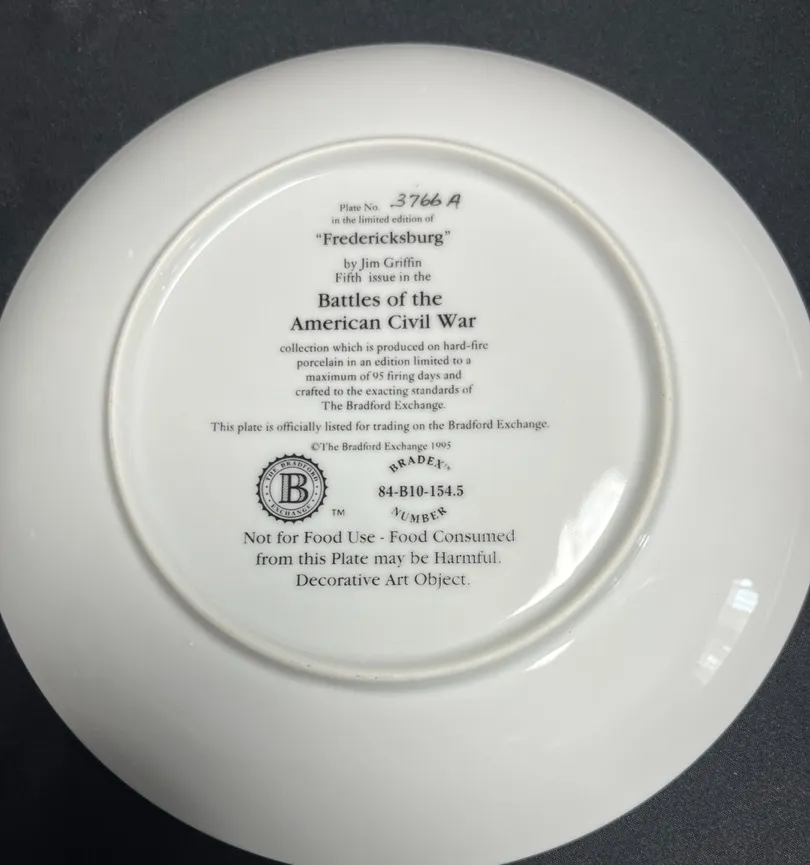 Plate No. 3766 A
in the limited edition of
"Fredericksburg"
by Jim Griffin
Fifth issue in the
Battles of the
American Civil War
collection which is produced on hard-fire
porcelain in an edition limited to a
maximum of 95 firing days and
crafted to the exacting standards of
The Bradford Exchange.
This plate is officially listed for trading on the Bradford Exchange.
©The Bradford Exchange 1995
THE BRADFORD
B
EXCHANGE
TM
BRADEX™
84-B10-154.5
NUMBER
Not for Food Use - Food Consumed
from this Plate may be Harmful.
Decorative Art Object.